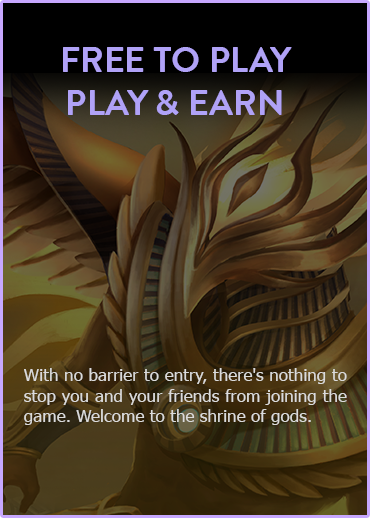 FREE TO PLAY
PLAY & EARN
With no barrier to entry, there's nothing to
stop you and your friends from joining the
game. Welcome to the shrine of gods.